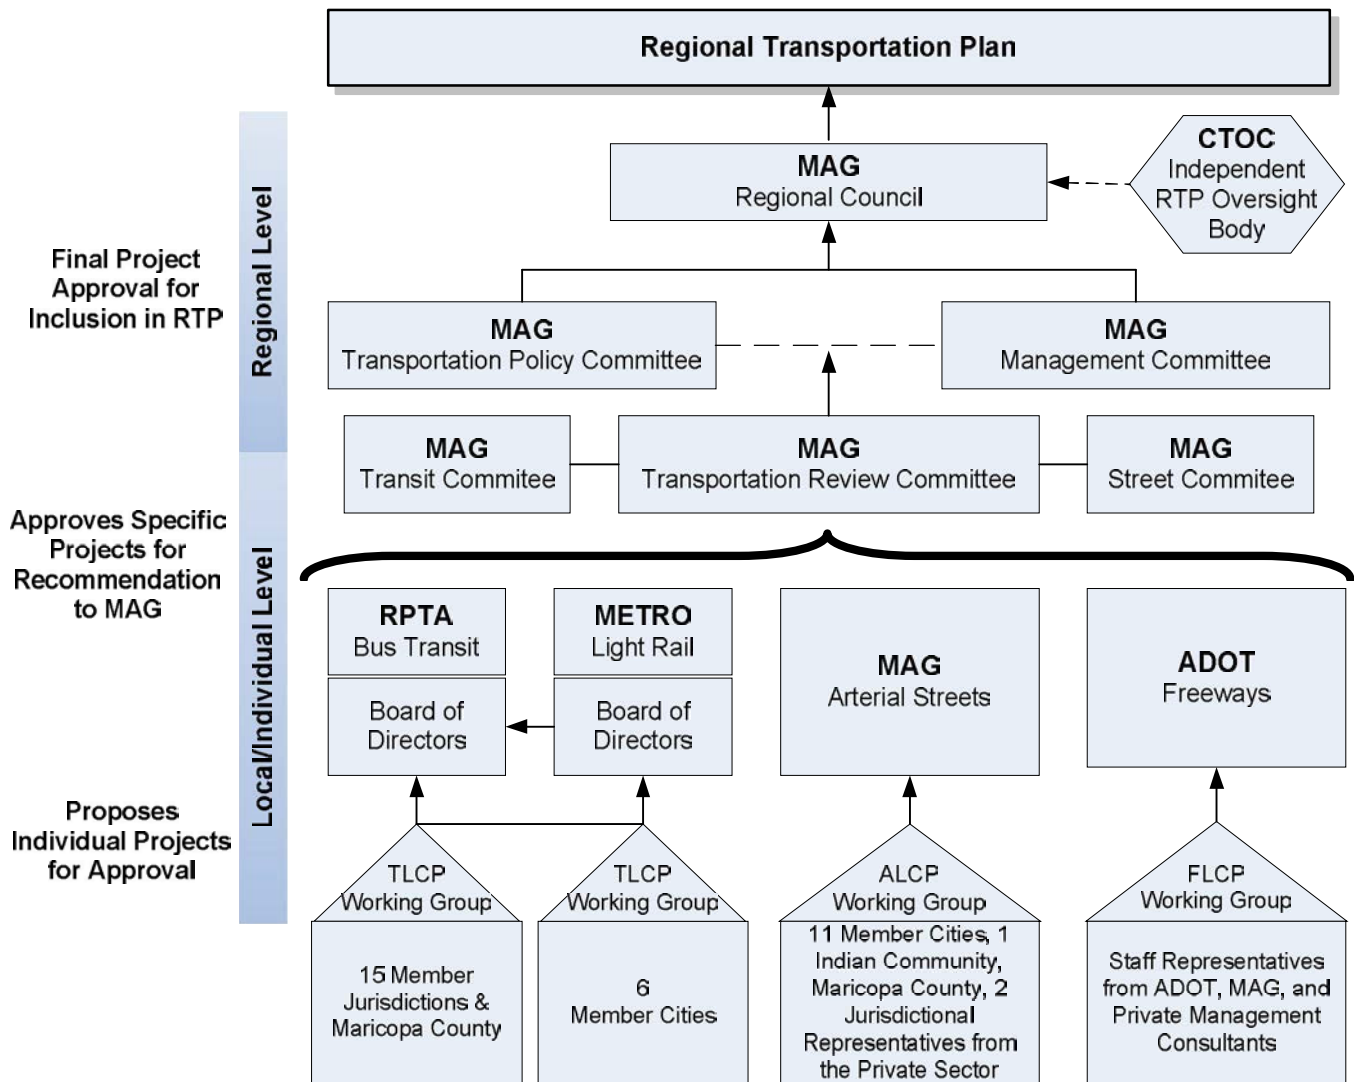 Regional Transportation Plan
MAG
Regional Council
CTOC
Independent
RTP Oversight
Body
Regional Level
Final Project
Approval for
Inclusion in RTP
MAG
Transportation Policy Committee
MAG
Management Committee
MAG
Transit Commitee
MAG
Transportation Review Committee
MAG
Street Commitee
Local/Individual Level
Approves Specific
Projects for
Recommendation
to MAG
RPTA
Bus Transit
Board of
Directors
METRO
Light Rail
Board of
Directors
MAG
Arterial Streets
ADOT
Freeways
Proposes
Individual Projects
for Approval
TLCP
Working Group
15 Member
Jurisdictions &
Maricopa County
TLCP
Working Group
6
Member Cities
ALCP
Working Group
11 Member Cities, 1
Indian Community,
Maricopa County, 2
Jurisdictional
Representatives from
the Private Sector
FLCP
Working Group
Staff Representatives
from ADOT, MAG, and
Private Management
Consultants